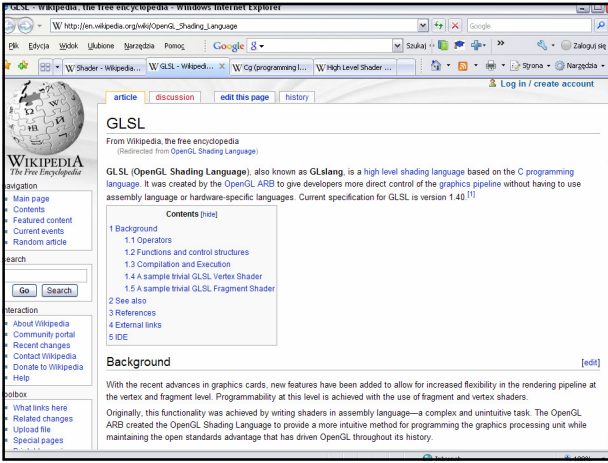 GLSL - Wikipedia, the free encyclopedia - Windows Internet Explorer
http://en.wikipedia.org/wiki/OpenGL_Shading_Language
Google
Plik Edycja Widok Ulubione Narzędzia Pomoc Google Szukaj Zaloguj się
Shader - Wikipedia... GLSL - Wikipedi... Cg (programming l... High Level Shader ... Strona Narzędzia
Log in / create account
article discussion edit this page history
GLSL
From Wikipedia, the free encyclopedia
(Redirected from OpenGL Shading Language)
GLSL (OpenGL Shading Language), also known as GLslang, is a high level shading language based on the C programming
language. It was created by the OpenGL ARB to give developers more direct control of the graphics pipeline without having to use
assembly language or hardware-specific languages. Current specification for GLSL is version 1.40.[1]
Contents [hide]
1 Background
1.1 Operators
1.2 Functions and control structures
1.3 Compilation and Execution
1.4 A sample trivial GLSL Vertex Shader
1.5 A sample trivial GLSL Fragment Shader
2 See also
3 References
4 External links
5 IDE
Background [edit]
With the recent advances in graphics cards, new features have been added to allow for increased flexibility in the rendering pipeline at
the vertex and fragment level. Programmability at this level is achieved with the use of fragment and vertex shaders.
Originally, this functionality was achieved by writing shaders in assembly language—a complex and unintuitive task. The OpenGL
ARB created the OpenGL Shading Language to provide a more intuitive method for programming the graphics processing unit while
maintaining the open standards advantage that has driven OpenGL throughout its history.
WIKIPEDIA
The Free Encyclopedia
navigation
Main page
Contents
Featured content
Current events
Random article
search
Go Search
interaction
About Wikipedia
Community portal
Recent changes
Contact Wikipedia
Donate to Wikipedia
Help
toolbox
What links here
Related changes
Upload file
Special pages